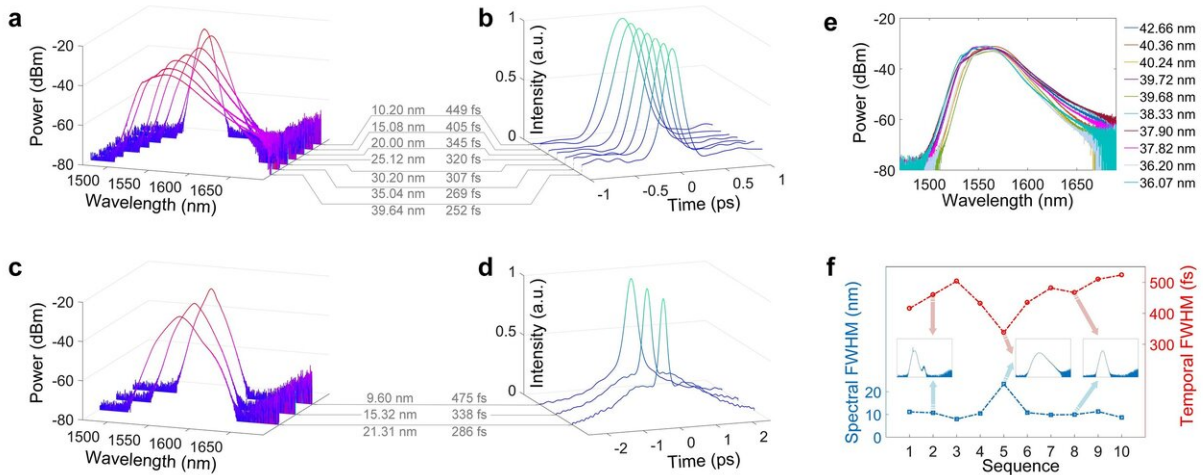 a
Power (dBm)
-20
-40
-60
-80
1500
1550
1600
1650
Wavelength (nm)
10.20 nm 449 fs
15.08 nm 405 fs
20.00 nm 345 fs
25.12 nm 320 fs
30.20 nm 307 fs
35.04 nm 269 fs
39.64 nm 252 fs
b
Intensity (a.u.)
1
0.5
0
-1
-0.5
0
0.5
1
Time (ps)
c
Power (dBm)
-20
-40
-60
-80
1500
1550
1600
1650
Wavelength (nm)
9.60 nm 475 fs
15.32 nm 338 fs
21.31 nm 286 fs
d
Intensity (a.u.)
1
0.5
0
-2
-1
0
1
2
Time (ps)
e
Power (dBm)
-20
-40
-60
-80
1500 1600
Wavelength (nm)
42.66 nm
40.36 nm
40.24 nm
39.72 nm
39.68 nm
38.33 nm
37.90 nm
37.82 nm
36.20 nm
36.07 nm
f
Spectral FWHM (nm)
20
10
0
Temporal FWHM (fs)
500
400
300
1 2 3 4 5 6 7 8 9 10
Sequence